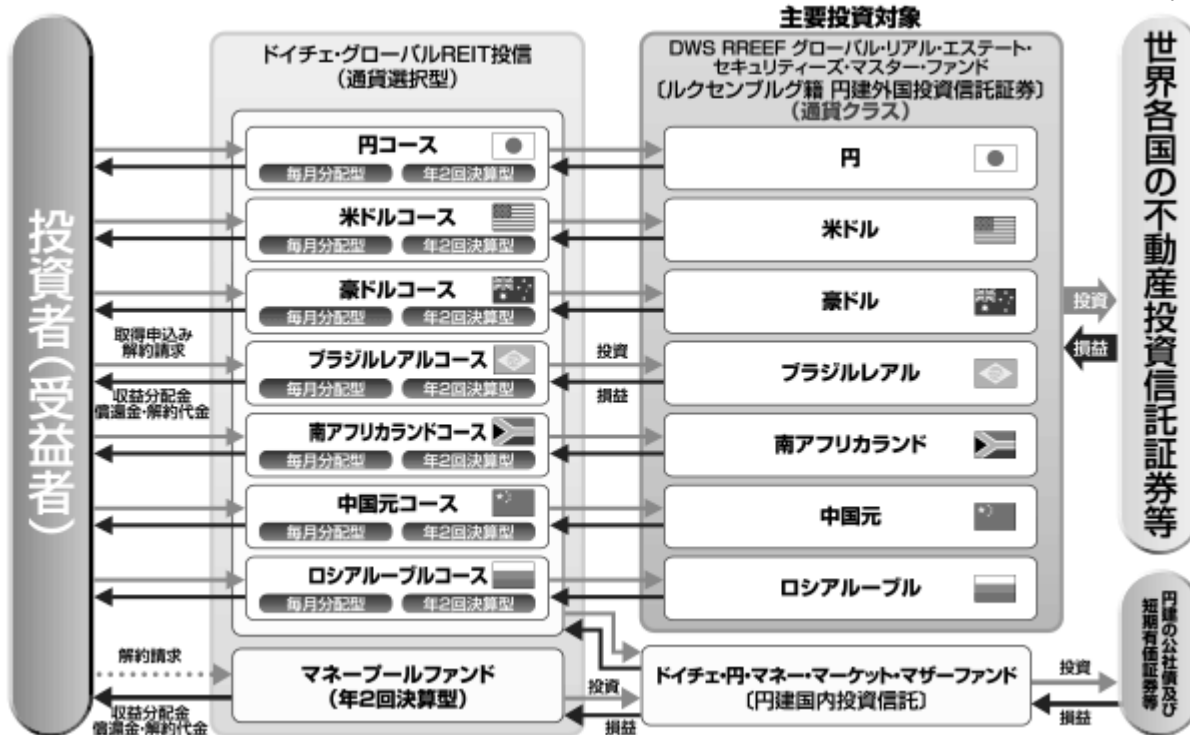 投資者(受益者)
ドイチェ・グローバルREIT投信
(通貨選択型)
円コース
毎月分配型 年2回決算型
米ドルコース
毎月分配型 年2回決算型
豪ドルコース
毎月分配型 年2回決算型
取得申込み
解約請求
ブラジルレアルコース
毎月分配型 年2回決算型
収益分配金
償還金・解約代金
南アフリカランドコース
毎月分配型 年2回決算型
中国元コース
毎月分配型 年2回決算型
ロシアルーブルコース
毎月分配型 年2回決算型
解約請求
マネープールファンド
(年2回決算型)
収益分配金
償還金・解約代金
投資
損益
投資
損益
主要投資対象
DWS RREEF グローバル・リアル・エステート・
セキュリティーズ・マスター・ファンド
〔ルクセンブルグ籍 円建外国投資信託証券〕
(通貨クラス)
円
米ドル
豪ドル
ブラジルレアル
南アフリカランド
中国元
ロシアルーブル
ドイチェ・円・マネー・マーケット・マザーファンド
〔円建国内投資信託〕
投資
損益
投資
損益
世界各国の不動産投資信託証券等
円建の公社債及び
短期有価証券等